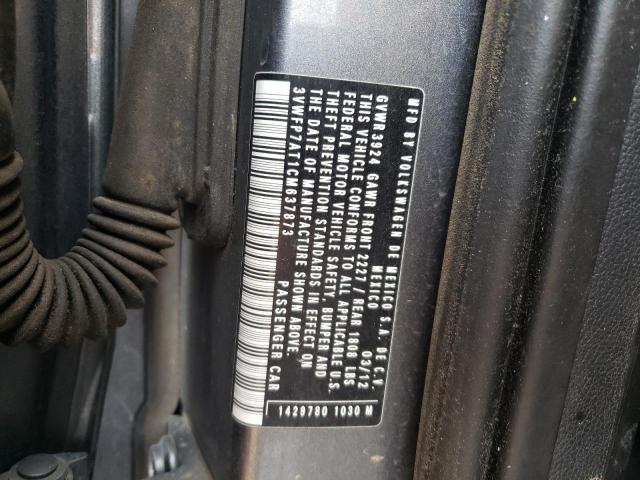 MFD BY VOLKSWAGEN DE MEXICO S.A. DE C.V
MEXICO 03/12
GVWR 3924 GAWR FRONT 2227 // REAR 1808 LBS
THIS VEHICLE CONFORMS TO ALL APPLICABLE U.S.
FEDERAL MOTOR VEHICLE SAFETY, BUMPER AND
THEFT PREVENTION STANDARDS IN EFFECT ON
THE DATE OF MANUFACTURE SHOWN ABOVE.
3VWFP7AT1CM637873 PASSENGER CAR
1429780 1030 M